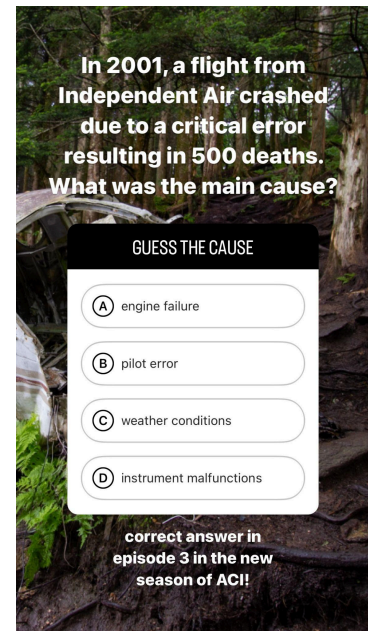 In 2001, a flight from
Independent Air crashed
due to a critical error
resulting in 500 deaths.
What was the main cause?
GUESS THE CAUSE
A engine failure
B pilot error
C weather conditions
D instrument malfunctions
correct answer in
episode 3 in the new
season of ACI!